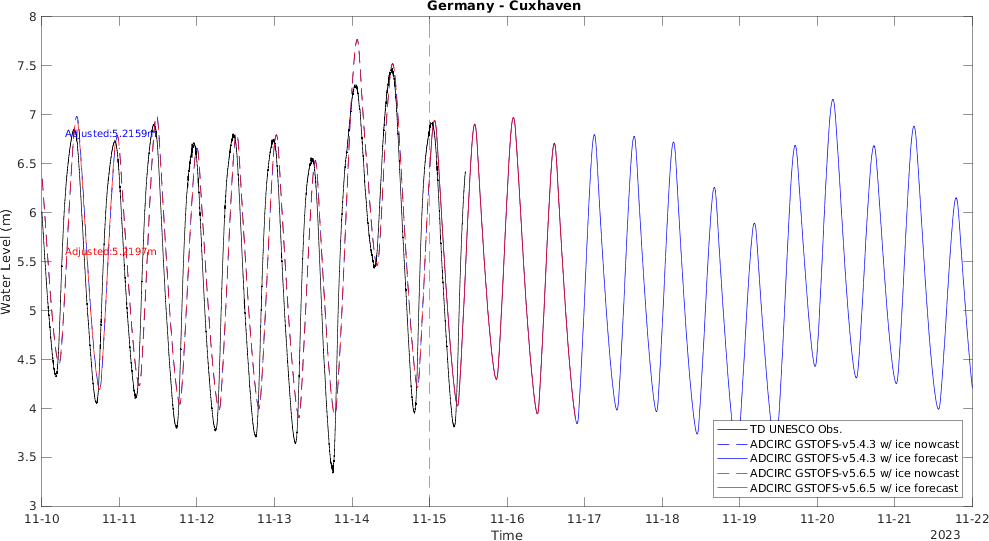 Germany - Cuxhaven
8
7.5
7
6.5
6
5.5
5
4.5
4
3.5
3
Water Level (m)
Adjusted:5.2159m
Adjusted:5.2197m
TD UNESCO Obs.
ADCIRC GSTOFS-v5.4.3 w/ ice nowcast
ADCIRC GSTOFS-v5.4.3 w/ ice forecast
ADCIRC GSTOFS-v5.6.5 w/ ice nowcast
ADCIRC GSTOFS-v5.6.5 w/ ice forecast
11-10 11-11 11-12 11-13 11-14 11-15 11-16 11-17 11-18 11-19 11-20 11-21 11-22
Time
2023